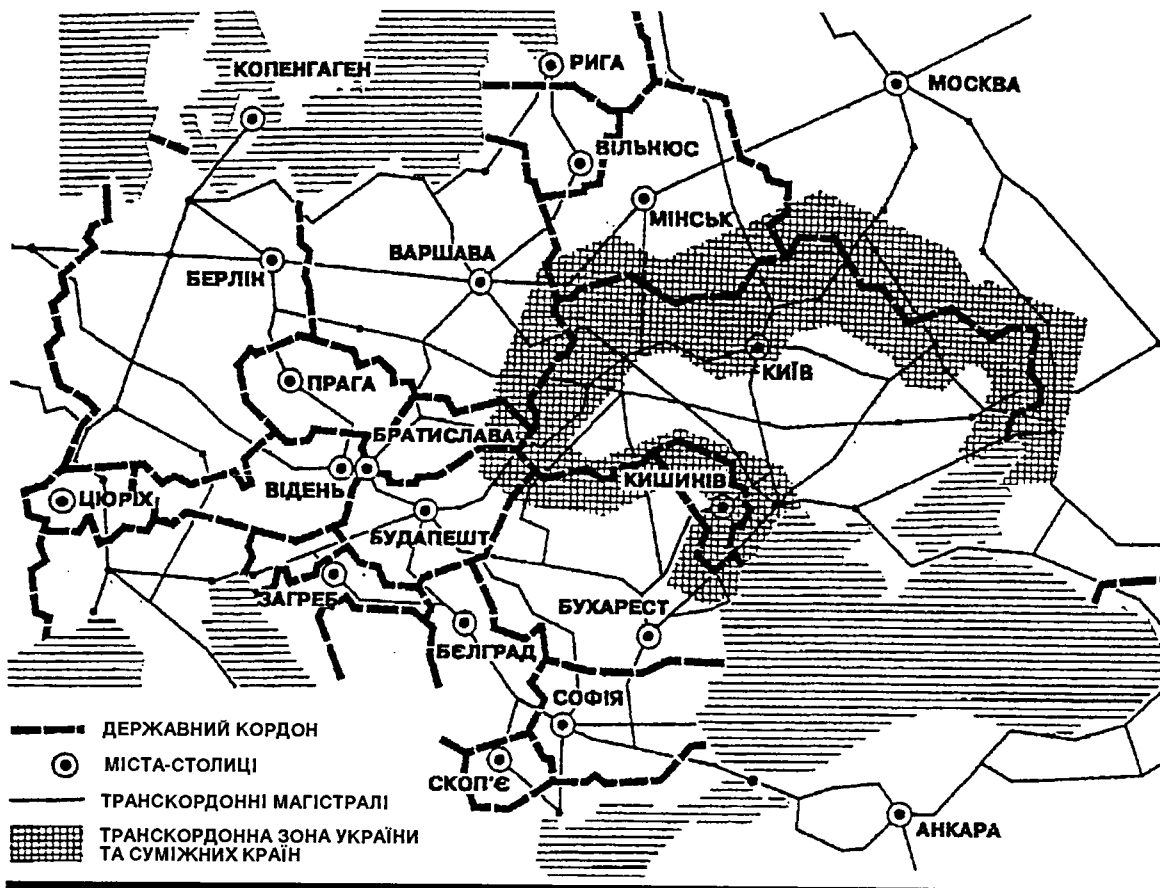 КОПЕНГАГЕН
РИГА
МОСКВА
ВІЛЬНЮС
МІНСЬК
ВАРШАВА
БЕРЛІН
КИЇВ
ПРАГА
БРАТИСЛАВА
ВІДЕНЬ
КИШИНІВ
ЦЮРІХ
БУДАПЕШТ
ЗАГРЕБ
БУХАРЕСТ
БЄЛГРАД
СОФІЯ
СКОП'Є
АНКАРА
ДЕРЖАВНИЙ КОРДОН
МІСТА-СТОЛИЦІ
ТРАНСКОРДОННІ МАГІСТРАЛІ
ТРАНСКОРДОННА ЗОНА УКРАЇНИ
ТА СУМІЖНИХ КРАЇН